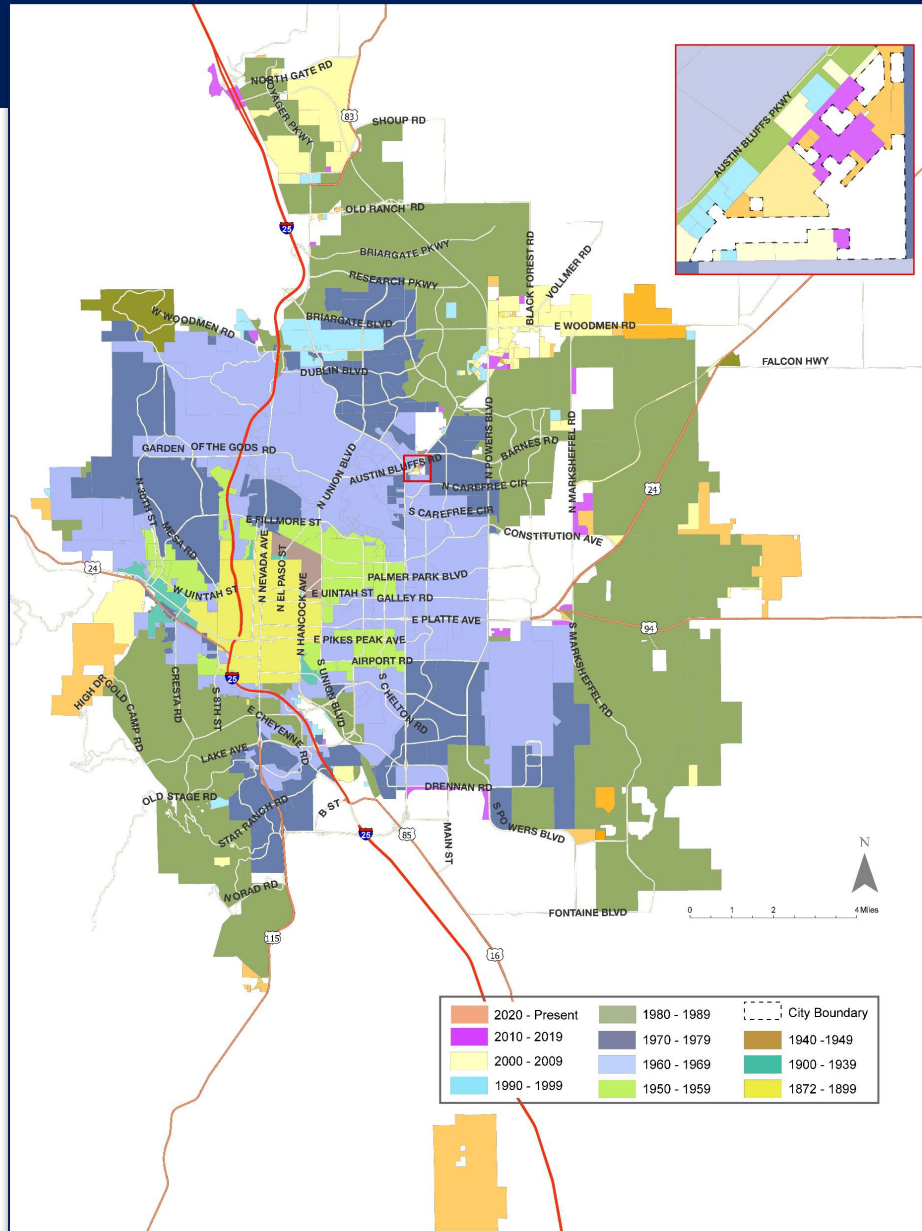 NORTH GATE RD
VOYAGER PKWY
83
SHOUP RD
AUSTIN BLUFFS PKWY
OLD RANCH RD
25
BRIARGATE PKWY
RESEARCH PKWY
BLACK FOREST RD
VOLLMER RD
W WOODMEN RD
BRIARGATE BLVD
E WOODMEN RD
DUBLIN BLVD
FALCON HWY
GARDEN OF THE GODS RD
N UNION BLVD
AUSTIN BLUFFS RD
N POWERS BLVD
BARNES RD
N MARKSHEFFEL RD
N 30TH ST
MESA RD
N CAREFREE CIR
24
S CAREFREE CIR
E FILLMORE ST
CONSTITUTION AVE
N NEVADA AVE
N EL PASO ST
24
PALMER PARK BLVD
W UINTAH ST
E UINTAH ST
GALLEY RD
N HANCOCK AVE
E PLATTE AVE
94
E PIKES PEAK AVE
AIRPORT RD
S MARKSHEFFEL RD
HIGH DR
GOLD CAMP RD
CRESTA RD
S 8TH ST
25
S UNION BLVD
S CHELTON RD
E CHEYENNE RD
LAKE AVE
OLD STAGE RD
STAR RANCH RD
B ST
DRENNAN RD
S POWERS BLVD
25
85
MAIN ST
N
NORAD RD
FONTAINE BLVD
0 1 2 4 Miles
115
16
2020 - Present
2010 - 2019
2000 - 2009
1990 - 1999
1980 - 1989
1970 - 1979
1960 - 1969
1950 - 1959
City Boundary
1940 -1949
1900 - 1939
1872 - 1899